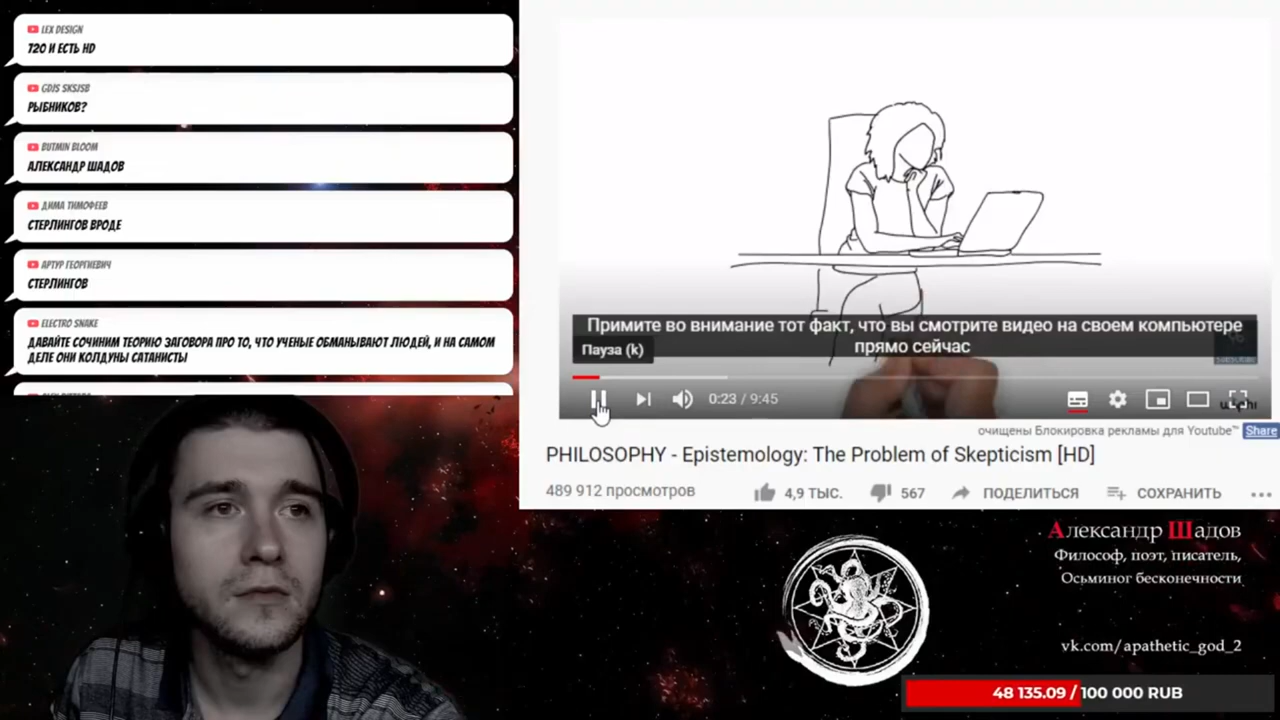 LEX DESIGN
720 И ЕСТЬ HD
GDJS SKSJSB
РЫБНИКОВ?
BUTMIN BLOOM
АЛЕКСАНДР ШАДОВ
ДИМА ТИМОФЕЕВ
СТЕРЛИНГОВ ВРОДЕ
АРТУР ГЕОРГИЕВИЧ
СТЕРЛИНГОВ
ELECTRO SNAKE
ДАВАЙТЕ СОЧИНИМ ТЕОРИЮ ЗАГОВОРА ПРО ТО, ЧТО УЧЕНЫЕ ОБМАНЫВАЮТ ЛЮДЕЙ, И НА САМОМ
ДЕЛЕ ОНИ КОЛДУНЫ САТАНИСТЫ
Примите во внимание тот факт, что вы смотрите видео на своем компьютере
прямо сейчас
Пауза (k)
0:23 / 9:45
очищены Блокировка рекламы для Youtube™ Share
PHILOSOPHY - Epistemology: The Problem of Skepticism [HD]
489 912 просмотров
4,9 ТЫС.
567
ПОДЕЛИТЬСЯ
СОХРАНИТЬ
Александр Шадов
Философ, поэт, писатель,
Осьминог бесконечности
vk.com/apathetic_god_2
48 135.09 / 100 000 RUB